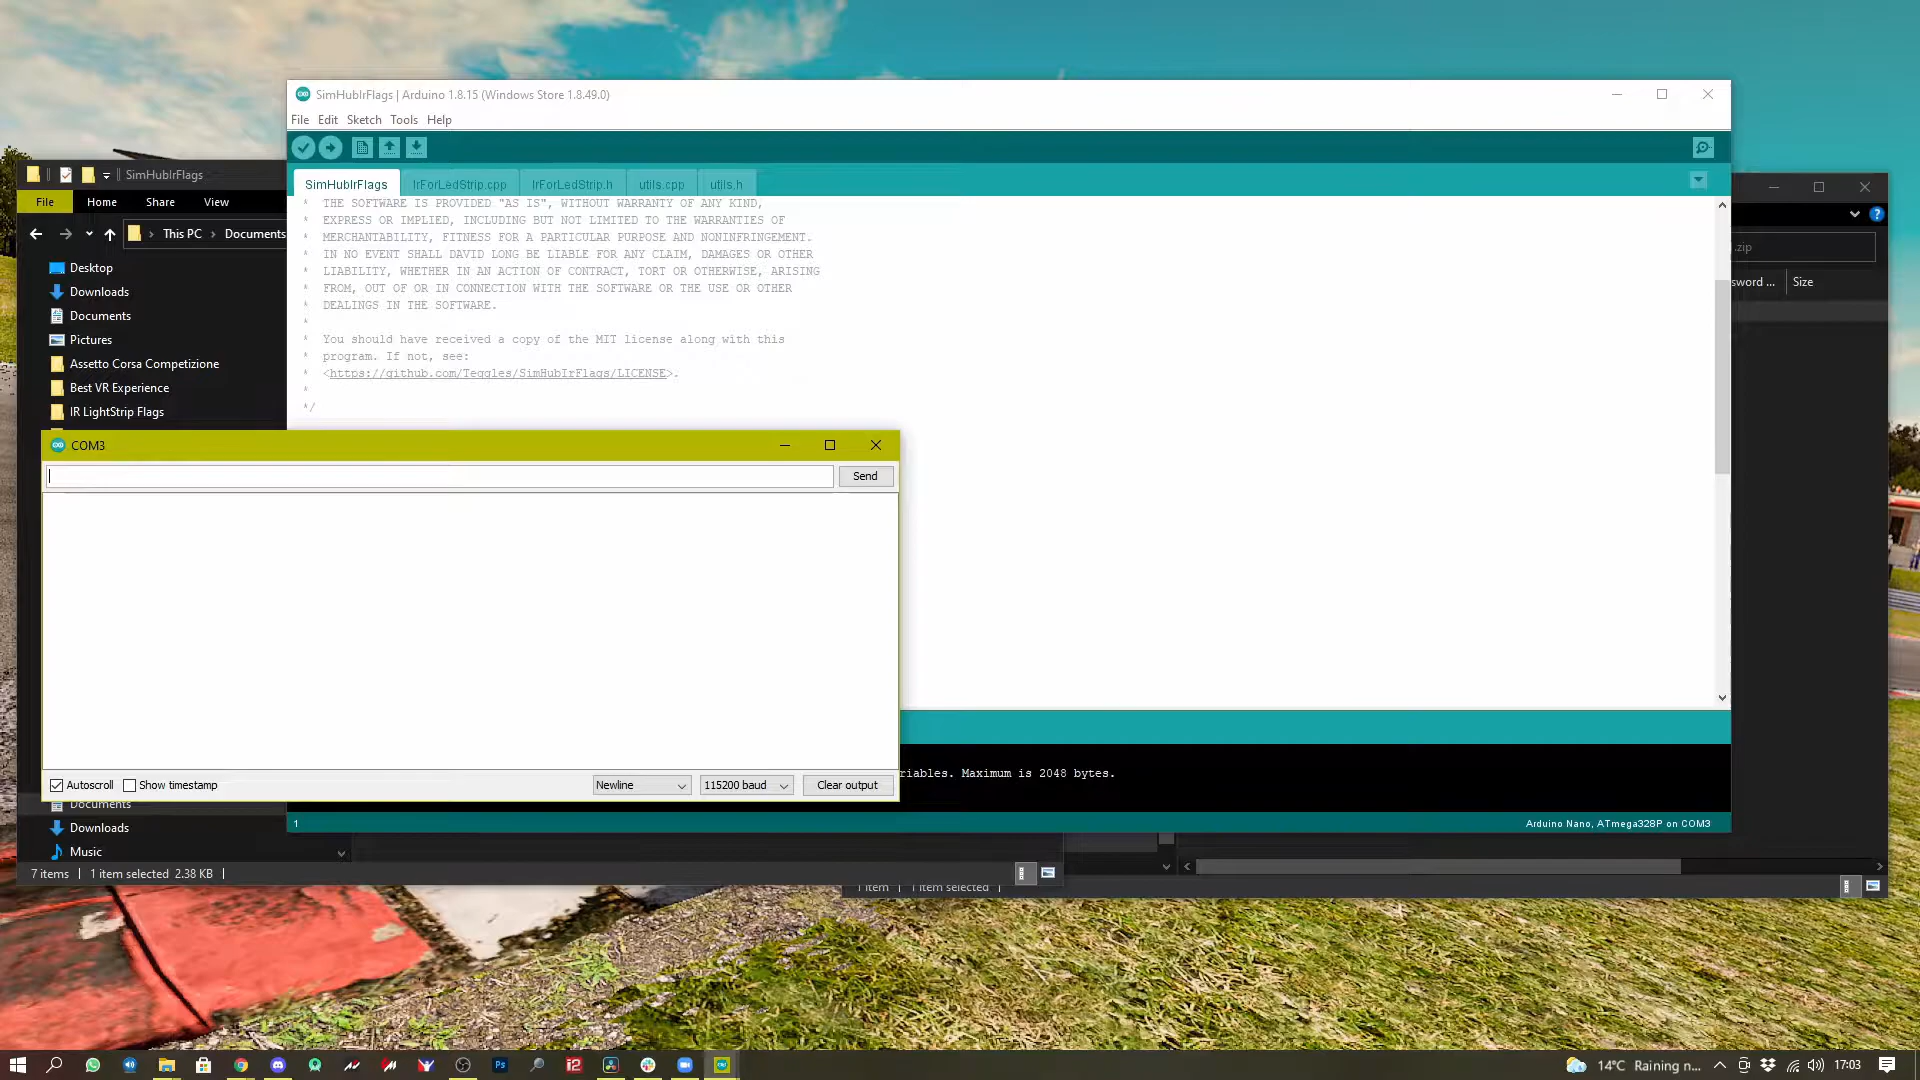 SimHubIrFlags | Arduino 1.8.15 (Windows Store 1.8.49.0)
File Edit Sketch Tools Help
SimHubIrFlags IrForLedStrip.cpp IrForLedStrip.h utils.cpp utils.h
* THE SOFTWARE IS PROVIDED "AS IS", WITHOUT WARRANTY OF ANY KIND,
* EXPRESS OR IMPLIED, INCLUDING BUT NOT LIMITED TO THE WARRANTIES OF
* MERCHANTABILITY, FITNESS FOR A PARTICULAR PURPOSE AND NONINFRINGEMENT.
* IN NO EVENT SHALL DAVID LONG BE LIABLE FOR ANY CLAIM, DAMAGES OR OTHER
* LIABILITY, WHETHER IN AN ACTION OF CONTRACT, TORT OR OTHERWISE, ARISING
* FROM, OUT OF OR IN CONNECTION WITH THE SOFTWARE OR THE USE OR OTHER
* DEALINGS IN THE SOFTWARE.
*
* You should have received a copy of the MIT license along with this
* program. If not, see:
* <https://github.com/Teggles/SimHubIrFlags/LICENSE>.
*
*/
SimHubIrFlags
File Home Share View
This PC > Documents
Desktop
Downloads
Documents
Pictures
Assetto Corsa Competizione
Best VR Experience
IR LightStrip Flags
.zip
sword ... Size
COM3
Send
Autoscroll Show timestamp Newline 115200 baud Clear output
riables. Maximum is 2048 bytes.
1 Arduino Nano, ATmega328P on COM3
Documents
Downloads
Music
7 items 1 item selected 2.38 KB
1 item 1 item selected
14°C Raining n... 17:03